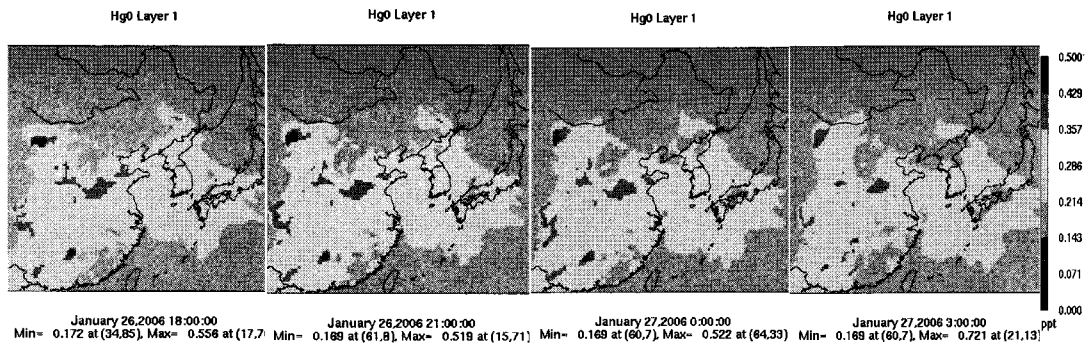 Hg0 Layer 1
Hg0 Layer 1
Hg0 Layer 1
Hg0 Layer 1
0.500
0.429
0.357
0.286
0.214
0.143
0.071
0.000
ppt
January 26,2006 18:00:00
Min= 0.172 at (34,85), Max= 0.556 at (17,7
January 26,2006 21:00:00
Min= 0.169 at (61,8), Max= 0.519 at (15,71)
January 27,2006 0:00:00
Min= 0.169 at (60,7), Max= 0.522 at (64,33)
January 27,2006 3:00:00
Min= 0.169 at (60,7), Max= 0.721 at (21,13)